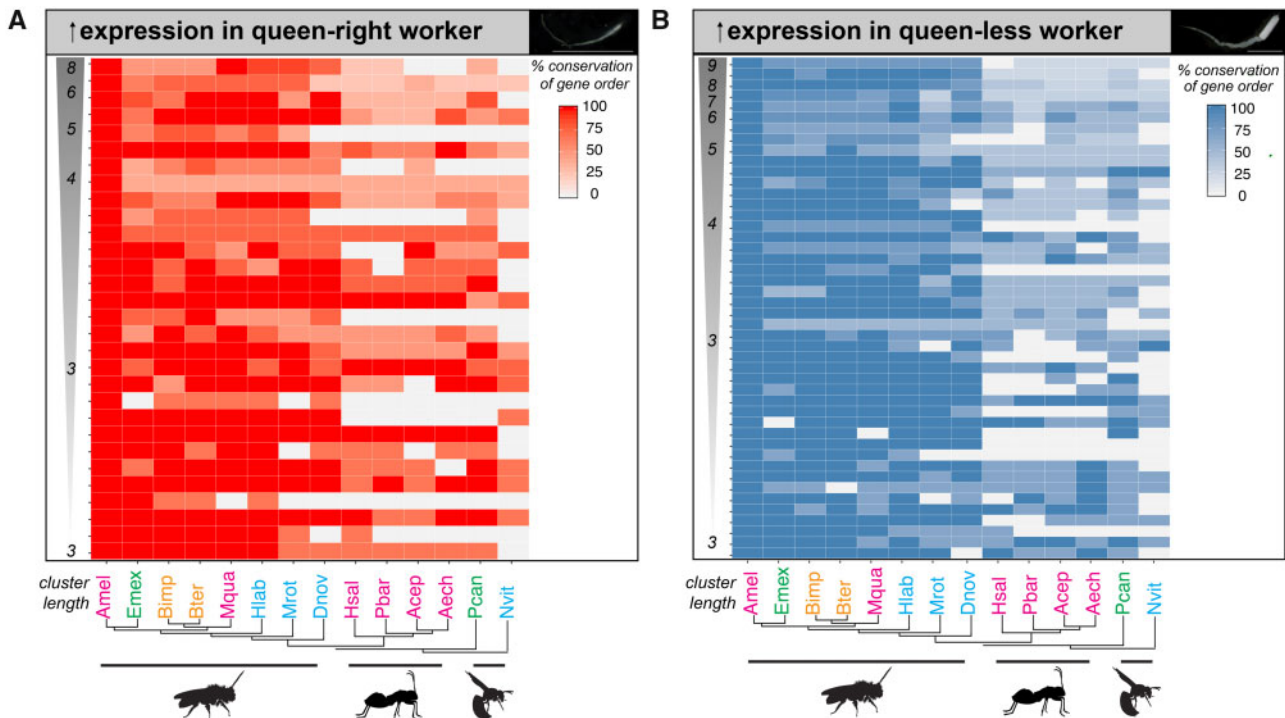 A
↑expression in queen-right worker
% conservation
of gene order
100
75
50
25
0
8
6
5
4
3
3
cluster
length
Amel
Emex
Bimp
Bter
Mqua
Hlab
Mrot
Dnov
Hsal
Pbar
Acep
Aech
Pcan
Nvit
B
↑expression in queen-less worker
% conservation
of gene order
100
75
50
25
0
9
8
7
6
5
4
3
3
cluster
length
Amel
Emex
Bimp
Bter
Mqua
Hlab
Mrot
Dnov
Hsal
Pbar
Acep
Aech
Pcan
Nvit